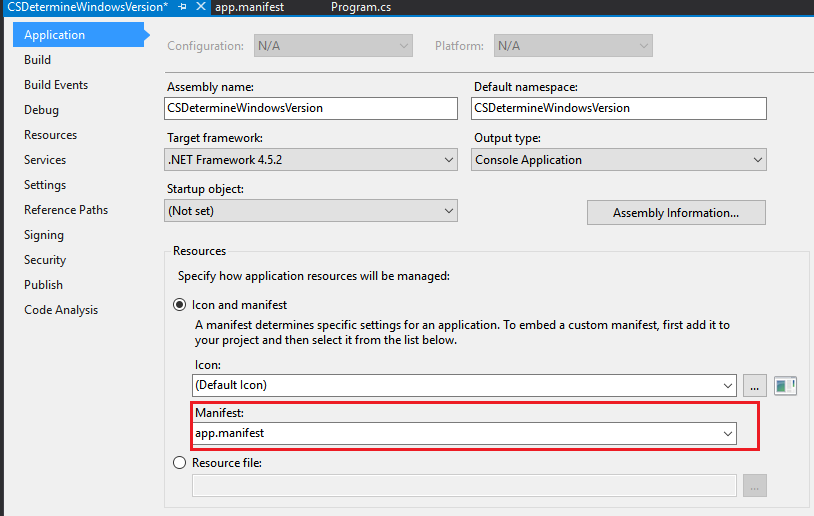 CSDetermineWindowsVersion* app.manifest Program.cs
Application
Build
Build Events
Debug
Resources
Services
Settings
Reference Paths
Signing
Security
Publish
Code Analysis
Configuration: N/A Platform: N/A
Assembly name: Default namespace:
CSDetermineWindowsVersion CSDetermineWindowsVersion
Target framework: Output type:
.NET Framework 4.5.2 Console Application
Startup object:
(Not set) Assembly Information...
Resources
Specify how application resources will be managed:
Icon and manifest
A manifest determines specific settings for an application. To embed a custom manifest, first add it to
your project and then select it from the list below.
Icon:
(Default Icon) ...
Manifest:
app.manifest
Resource file:
...